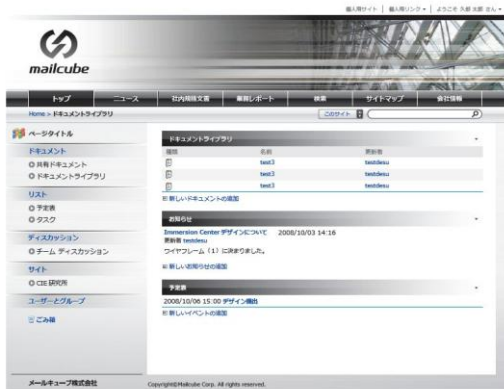 個人用サイト | 個人用リンク | ようこそ 久都 太郎 さん
mailcube
トップ ニュース 社内規限文書 業務レポート 検索 サイトマップ 会社情報
Home > ドキュメントライブラリ このサイト
ページタイトル
ドキュメント
共有ドキュメント
ドキュメントライブラリ
リスト
予定表
タスク
ディスカッション
チーム ディスカッション
サイト
CIE 研究所
ユーザーとグループ
ごみ箱
ドキュメントライブラリ
種類 名前 更新者
test3 testdesu
test3 testdesu
test3 testdesu
新しいドキュメントの追加
お知らせ
Immersion Center デザインについて 2008/10/03 14:16
更新者 testdesu
ワイヤフレーム（1）に決まりました。
新しいお知らせの追加
予定表
2008/10/06 15:00 デザイン提出
新しいイベントの追加
メールキューブ株式会社 Copyright©Mailcube Corp. All rights reserved.